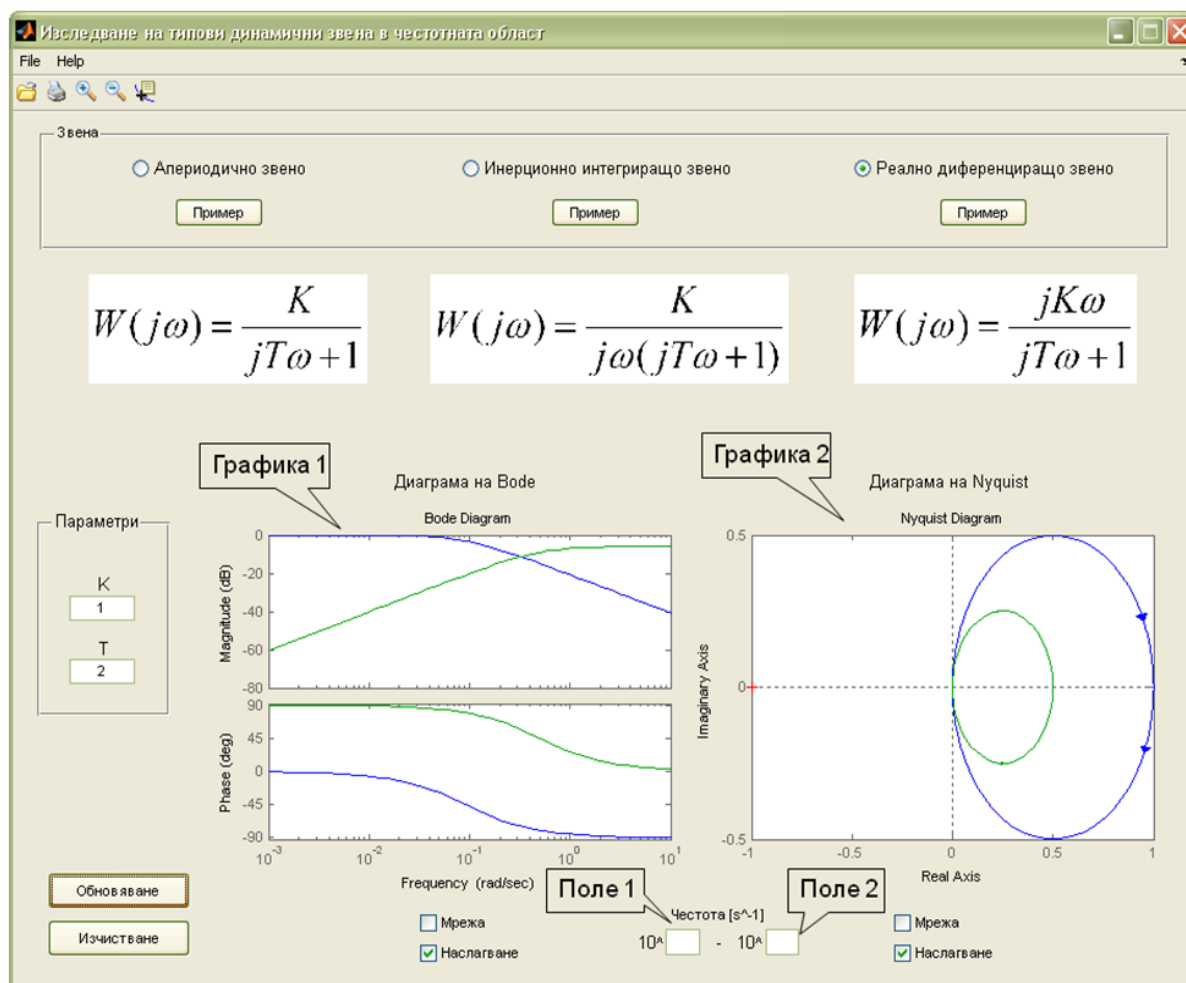 Изследване на типови динамични звена в честотната област
File Help
Звена
Апериодично звено
Инерционно интегриращо звено
Реално диференциращо звено
Пример
Пример
Пример
W(jω) = K / (jTω + 1)
W(jω) = K / (jω(jTω + 1))
W(jω) = jKω / (jTω + 1)
Графика 1
Графика 2
Диаграма на Bode
Диаграма на Nyquist
Параметри
K
1
T
2
Bode Diagram
Magnitude (dB)
0
-20
-40
-60
-80
Phase (deg)
90
45
0
-45
-90
10^-3 10^-2 10^-1 10^0 10^1
Frequency (rad/sec)
Nyquist Diagram
Imaginary Axis
0.5
0
-0.5
-1 -0.5 0 0.5 1
Real Axis
Обновяване
Изчистване
Поле 1
Поле 2
Честота [s^-1]
10^ - 10^
Мрежа
Наслагване
Мрежа
Наслагване